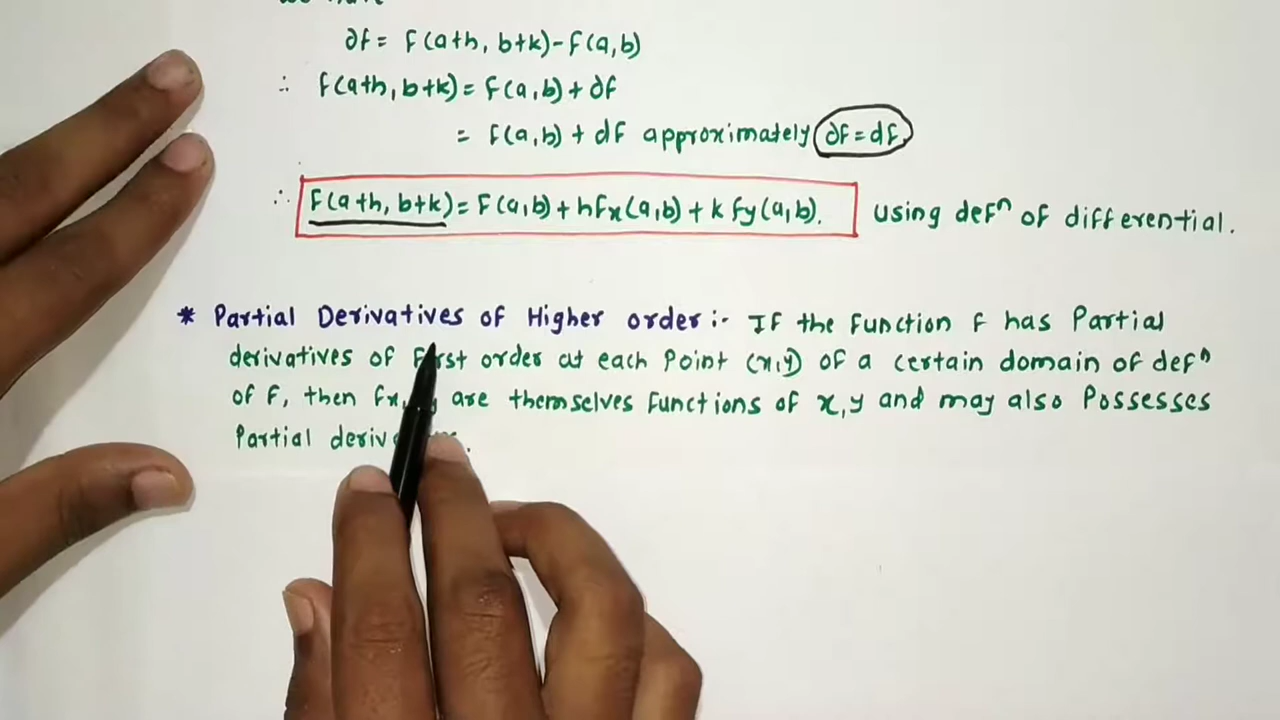 ∂f = f(a+h, b+k) - f(a,b)
∴ f(a+h, b+k) = f(a,b) + ∂f
= f(a,b) + df approximately ∂f = df.
∴ f(a+h, b+k) = f(a,b) + hfx(a,b) + k fy(a,b). using defⁿ of differential.
* Partial Derivatives of Higher order :- If the function f has Partial
derivatives of first order at each Point (x,y) of a certain domain of defⁿ
of f, then fx, are themselves functions of x,y and may also Possesses
Partial